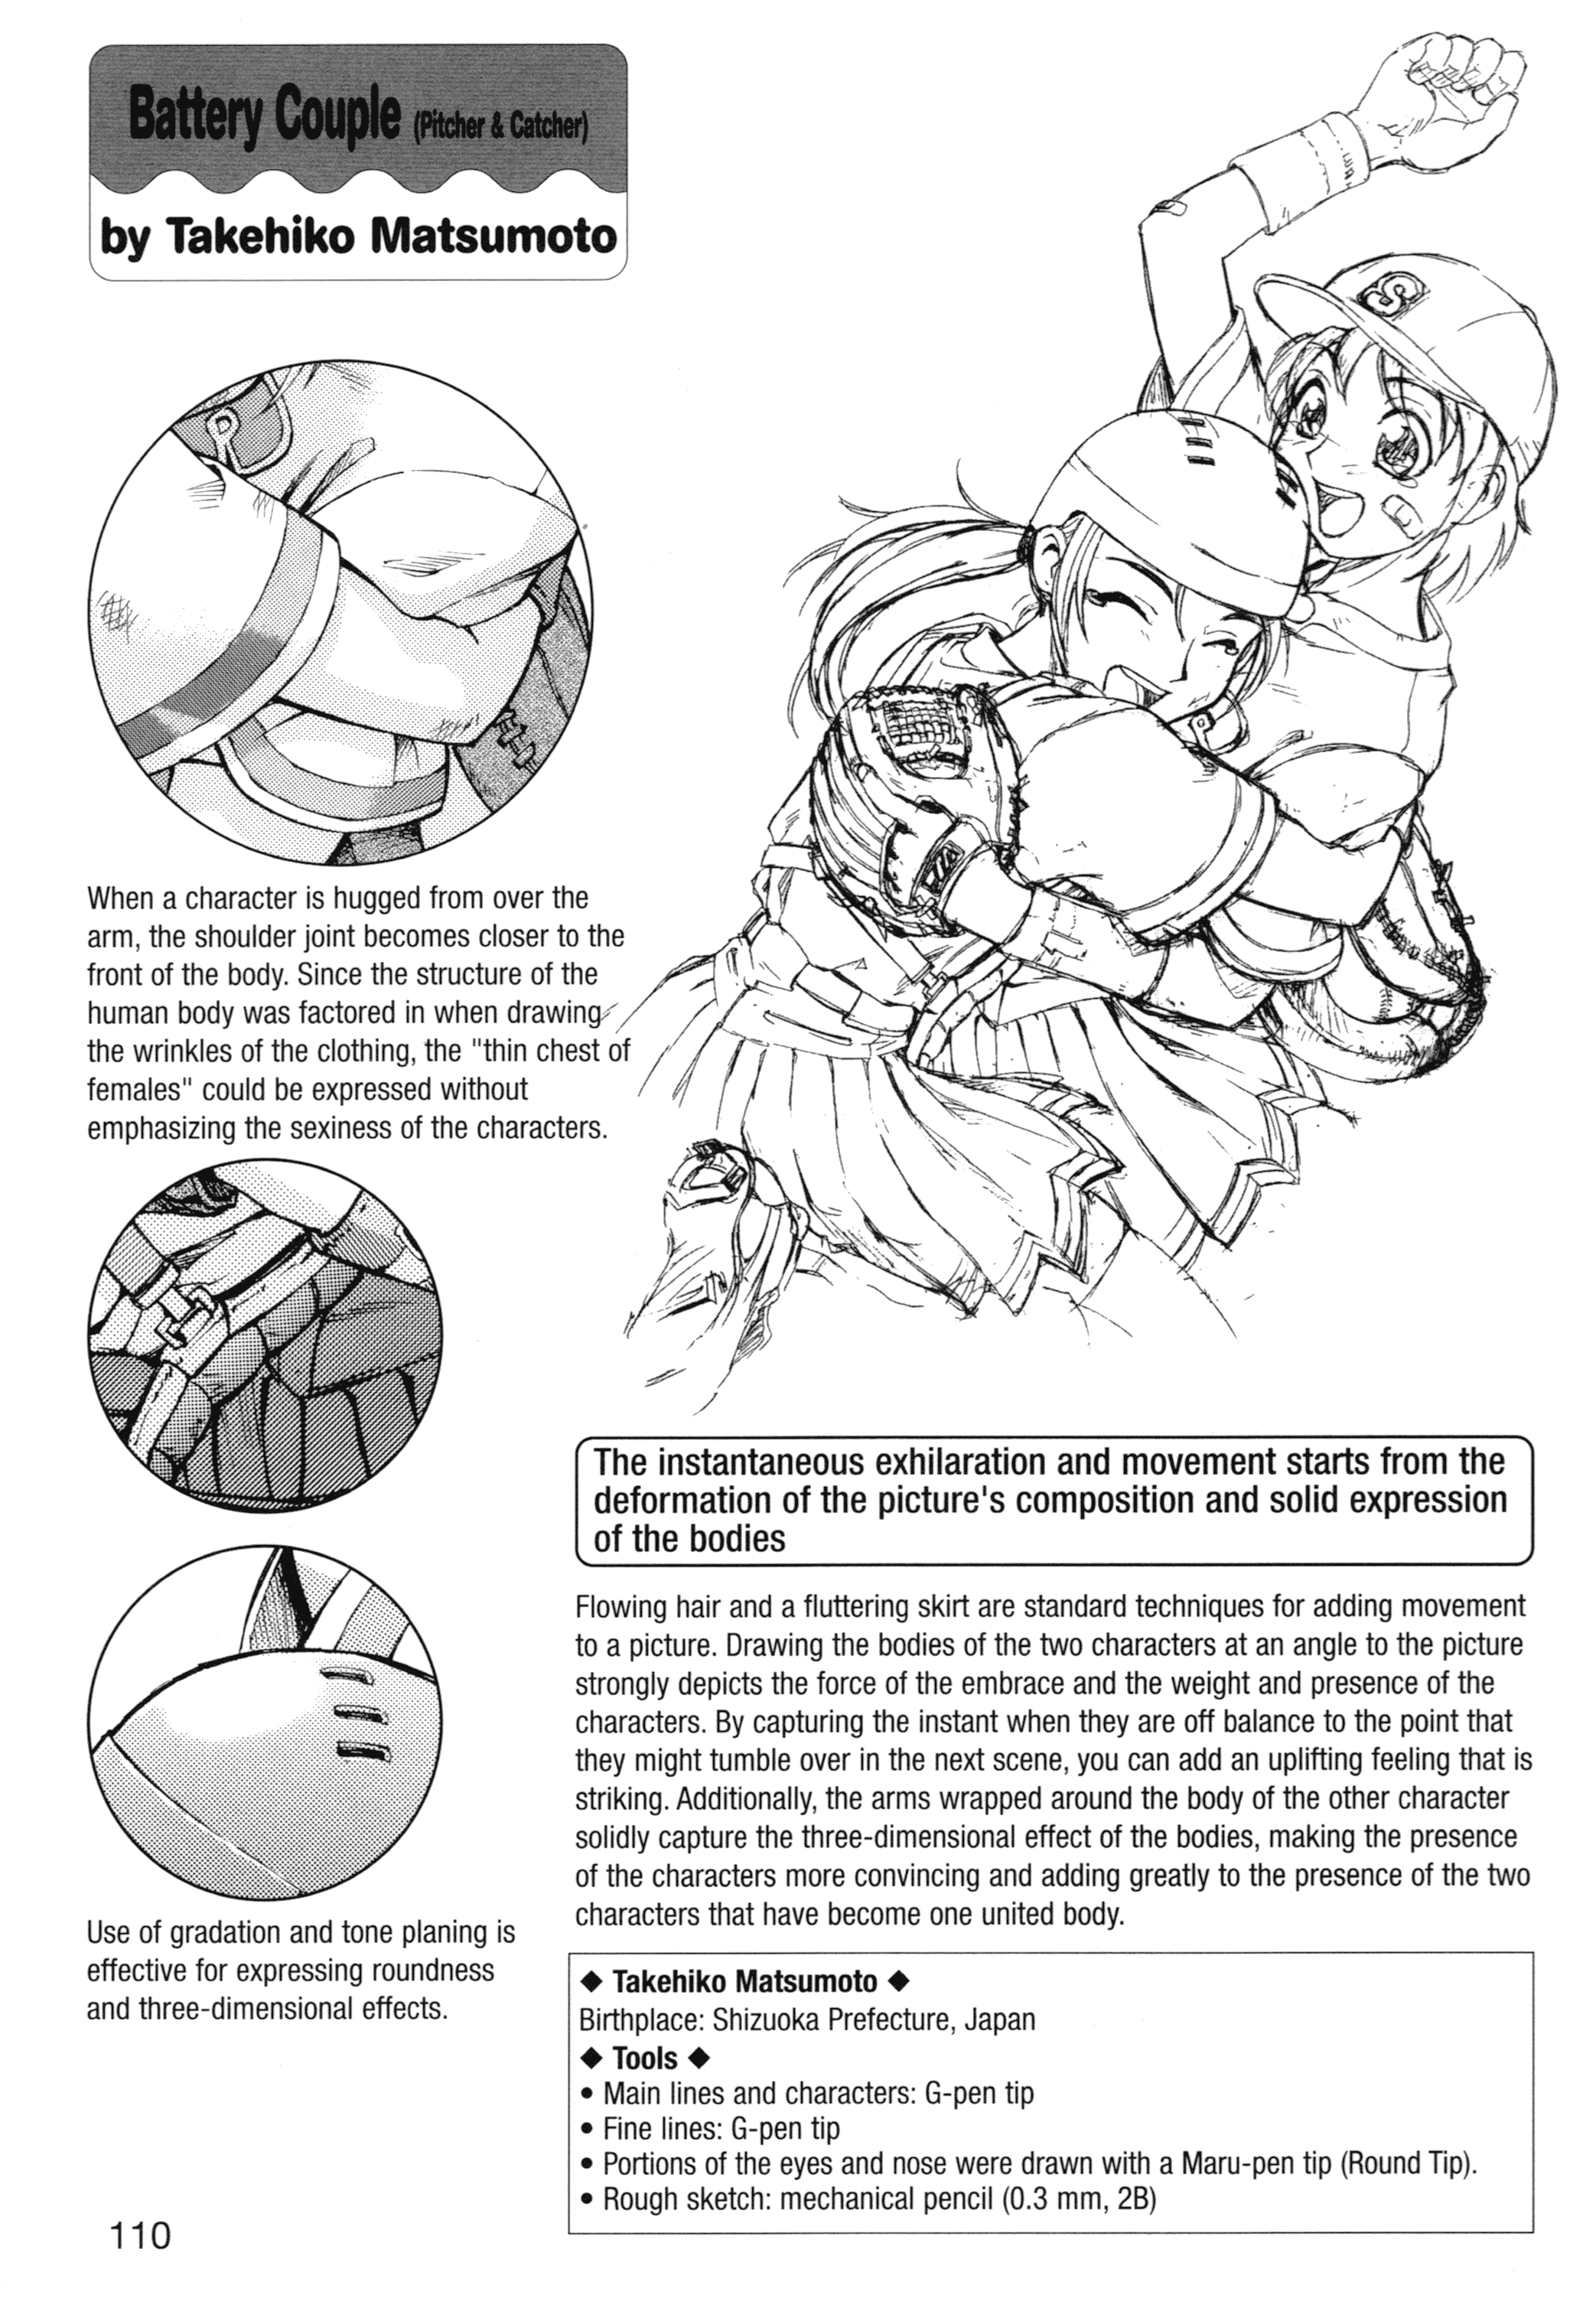 Battery Couple (Pitcher & Catcher)
by Takehiko Matsumoto
S
When a character is hugged from over the
arm, the shoulder joint becomes closer to the
front of the body. Since the structure of the
human body was factored in when drawing
the wrinkles of the clothing, the "thin chest of
females" could be expressed without
emphasizing the sexiness of the characters.
The instantaneous exhilaration and movement starts from the
deformation of the picture's composition and solid expression
of the bodies
Flowing hair and a fluttering skirt are standard techniques for adding movement
to a picture. Drawing the bodies of the two characters at an angle to the picture
strongly depicts the force of the embrace and the weight and presence of the
characters. By capturing the instant when they are off balance to the point that
they might tumble over in the next scene, you can add an uplifting feeling that is
striking. Additionally, the arms wrapped around the body of the other character
solidly capture the three-dimensional effect of the bodies, making the presence
of the characters more convincing and adding greatly to the presence of the two
characters that have become one united body.
Use of gradation and tone planing is
effective for expressing roundness
and three-dimensional effects.
◆ Takehiko Matsumoto ◆
Birthplace: Shizuoka Prefecture, Japan
◆ Tools ◆
• Main lines and characters: G-pen tip
• Fine lines: G-pen tip
• Portions of the eyes and nose were drawn with a Maru-pen tip (Round Tip).
• Rough sketch: mechanical pencil (0.3 mm, 2B)
110